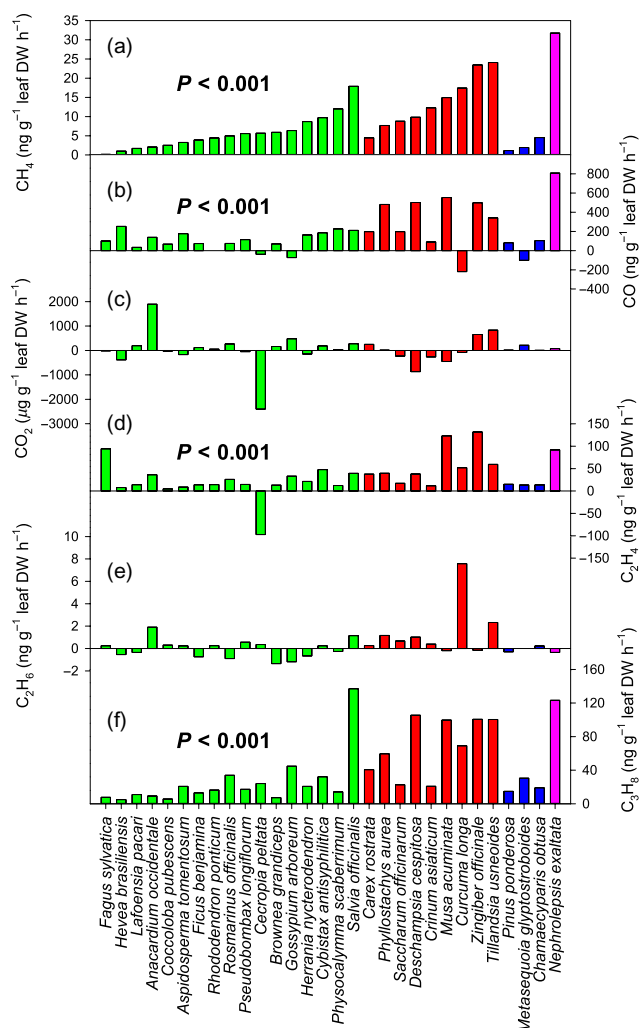 (a)
P < 0.001
CH4 (ng g⁻¹ leaf DW h⁻¹)
35
30
25
20
15
10
5
0
(b)
P < 0.001
CO (ng g⁻¹ leaf DW h⁻¹)
800
600
400
200
0
−200
−400
(c)
CO2 (µg g⁻¹ leaf DW h⁻¹)
2000
1000
0
−1000
−2000
−3000
(d)
P < 0.001
C2H4 (ng g⁻¹ leaf DW h⁻¹)
150
100
50
0
−50
−100
−150
(e)
C2H6 (ng g⁻¹ leaf DW h⁻¹)
10
8
6
4
2
0
−2
(f)
P < 0.001
C3H8 (ng g⁻¹ leaf DW h⁻¹)
160
120
80
40
0
Fagus sylvatica
Hevea brasiliensis
Lafoensia pacari
Anacardium occidentale
Coccoloba pubescens
Aspidosperma tomentosum
Ficus benjamina
Rhododendron ponticum
Rosmarinus officinalis
Pseudobombax longiflorum
Cecropia peltata
Brownea grandiceps
Gossypium arboreum
Herrania nycterodendron
Cybistax antisyphilitica
Physocalymma scaberrimum
Salvia officinalis
Carex rostrata
Phyllostachys aurea
Saccharum officinarum
Deschampsia cespitosa
Crinum asiaticum
Musa acuminata
Curcuma longa
Zingiber officinale
Tillandsia usneoides
Pinus ponderosa
Metasequoia glyptostroboides
Chamaecyparis obtusa
Nephrolepsis exaltata